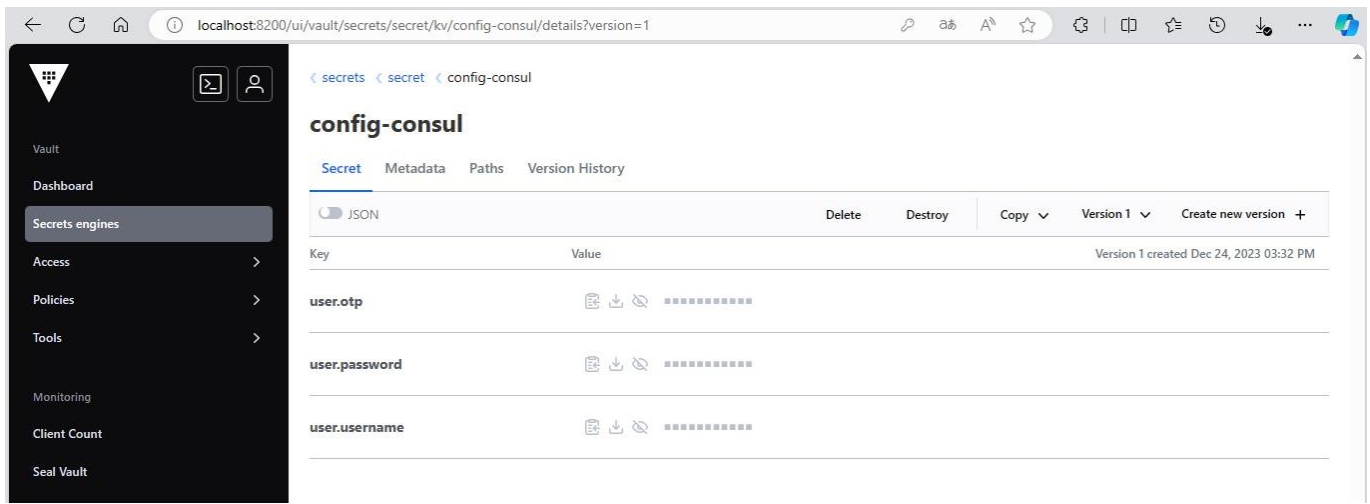 localhost:8200/ui/vault/secrets/secret/kv/config-consul/details?version=1
secrets secret config-consul
config-consul
Vault
Secret Metadata Paths Version History
Dashboard
JSON Delete Destroy Copy Version 1 Create new version +
Secrets engines
Key Value Version 1 created Dec 24, 2023 03:32 PM
Access
Policies
user.otp
Tools
user.password
Monitoring
Client Count
user.username
Seal Vault